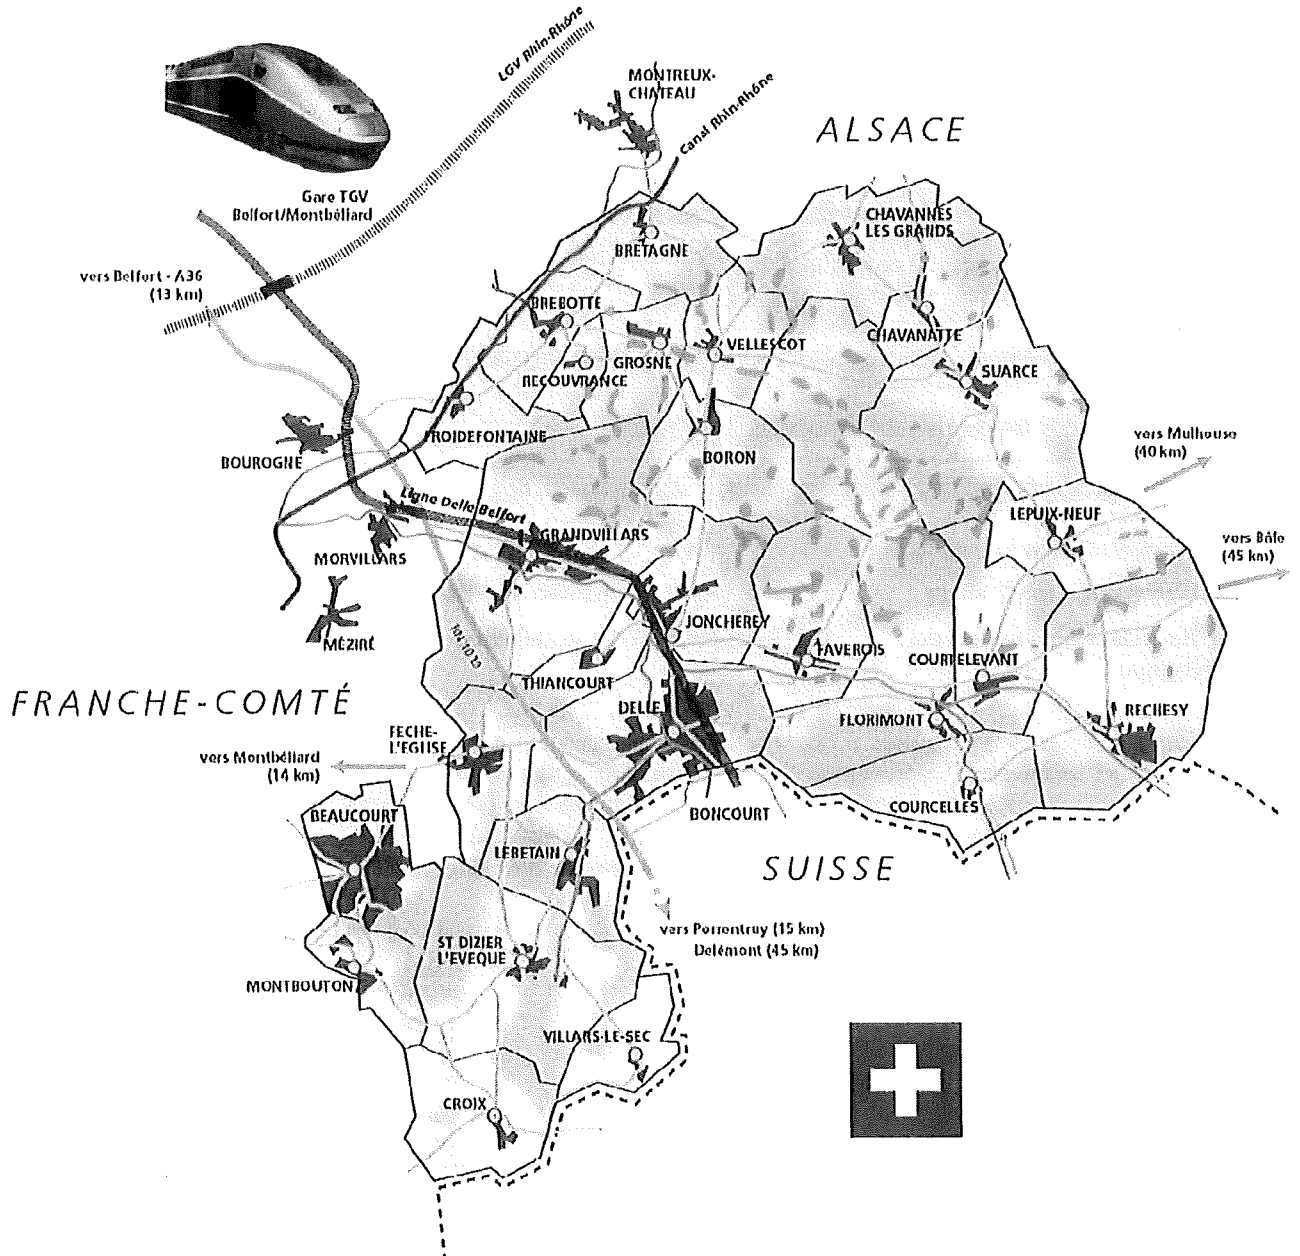 LGV Rhin-Rhône
MONTREUX-
CHATEAU
Canal Rhin-Rhône
ALSACE
Gare TGV
Belfort/Montbéliard
CHAVANNES
LES GRANDS
BRETAGNE
vers Belfort - A36
(13 km)
BREBOTTE
CHAVANATTE
GROSNE
VELLESCOT
SUARCE
RECOUVRANCE
FROIDEFONTAINE
vers Mulhouse
(40 km)
BOUROGNE
BORON
Ligne Delle Belfort
LEPUIX-NEUF
GRANDVILLARS
vers Bâle
(45 km)
MORVILLARS
JONCHEREY
MÉZIRÉ
FAVEROIS
COURTELEVANT
THIANCOURT
FRANCHE-COMTÉ
DELLE
FLORIMONT
RECHESY
FECHE-
L'EGLISE
vers Montbéliard
(14 km)
BEAUCOURT
BONCOURT
COURCELLES
LEBETAIN
SUISSE
vers Porrentruy (15 km)
Delémont (45 km)
ST DIZIER
L'EVEQUE
MONTBOUTON
VILLARS-LE-SEC
CROIX